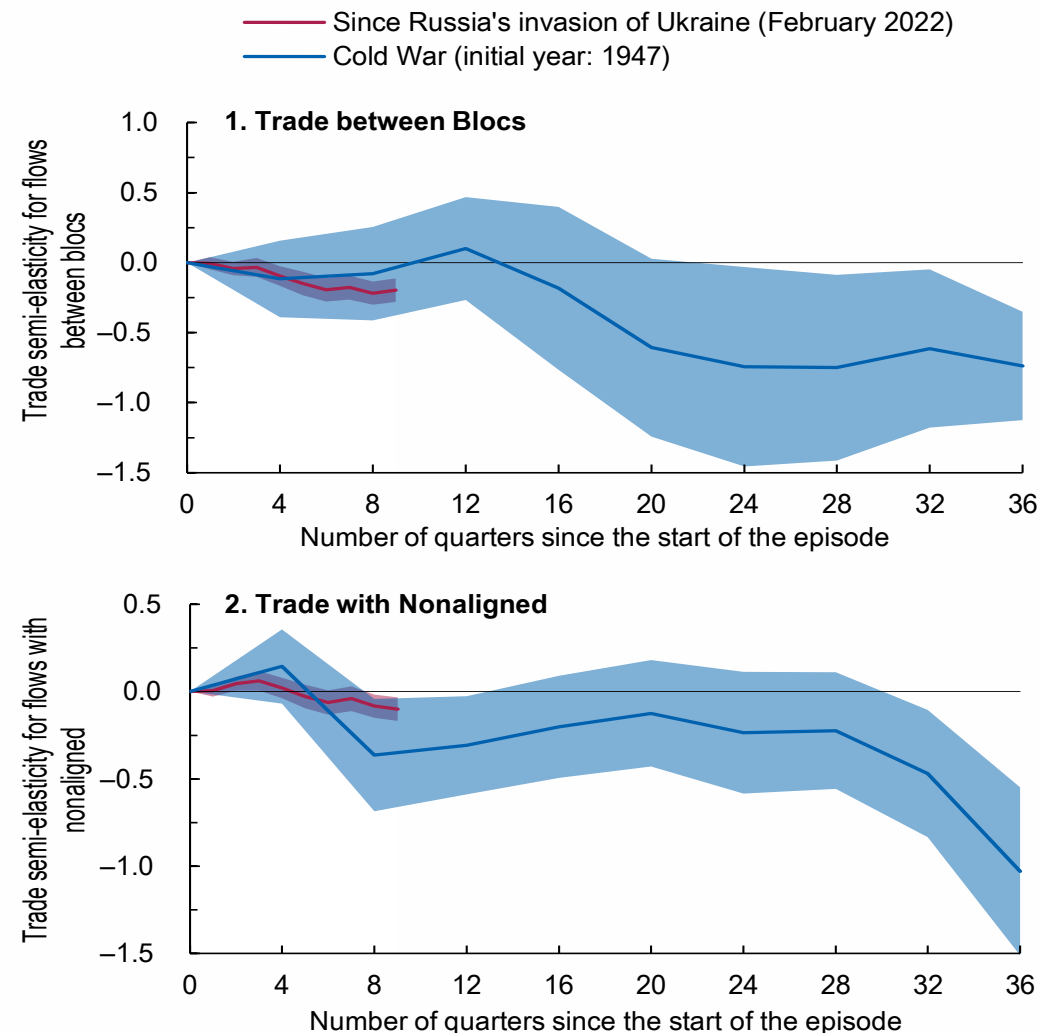 Since Russia's invasion of Ukraine (February 2022)
Cold War (initial year: 1947)
1. Trade between Blocs
Trade semi-elasticity for flows
between blocs
1.0
0.5
0.0
–0.5
–1.0
–1.5
0 4 8 12 16 20 24 28 32 36
Number of quarters since the start of the episode
2. Trade with Nonaligned
Trade semi-elasticity for flows with
nonaligned
0.5
0.0
–0.5
–1.0
–1.5
0 4 8 12 16 20 24 28 32 36
Number of quarters since the start of the episode